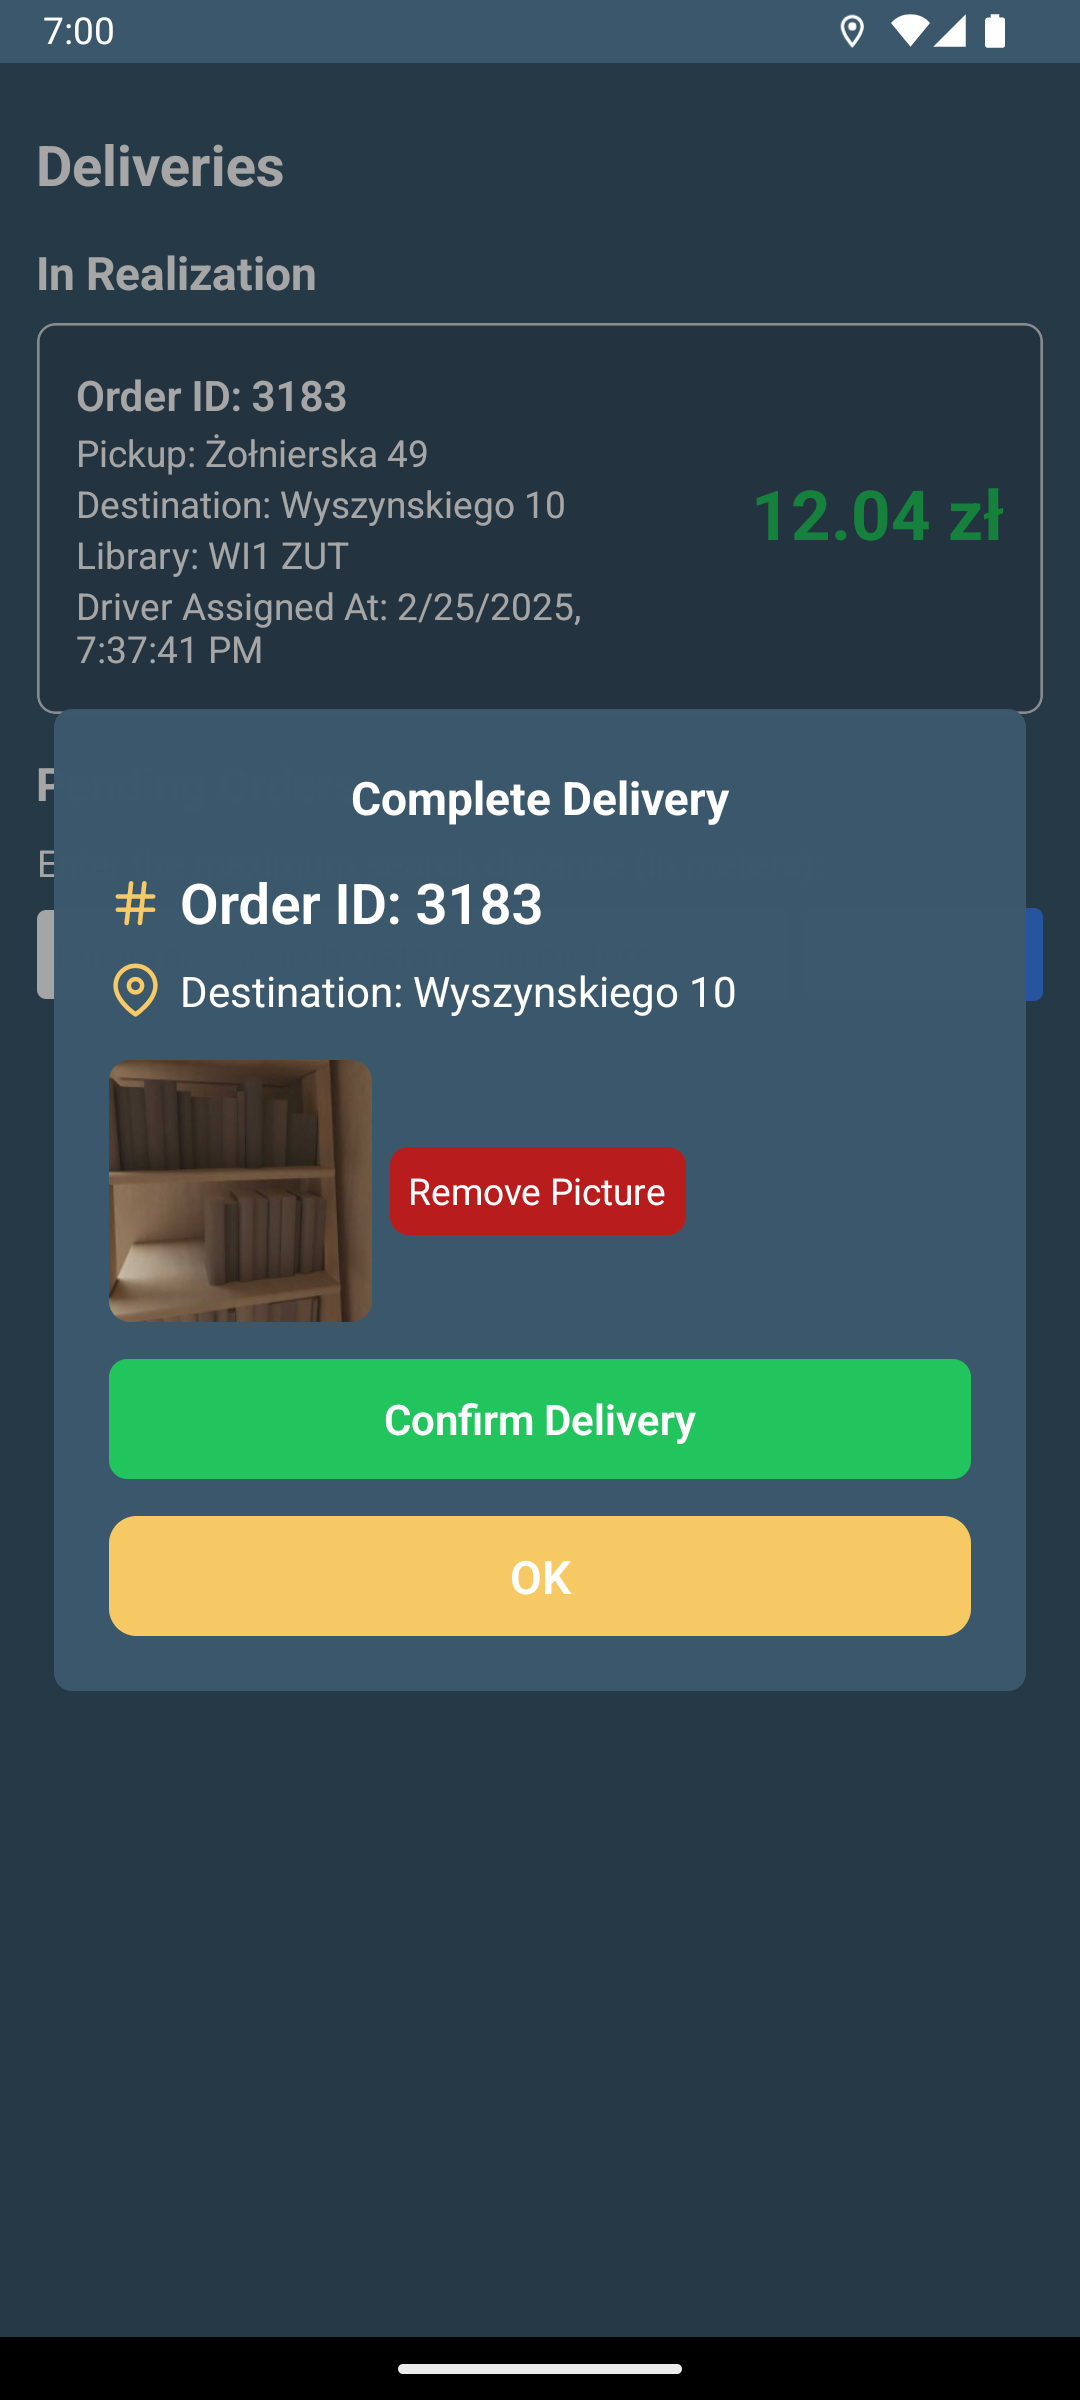 7:00
Deliveries
In Realization
Order ID: 3183
Pickup: Żołnierska 49
Destination: Wyszynskiego 10
Library: WI1 ZUT
Driver Assigned At: 2/25/2025,
7:37:41 PM
12.04 zł
Complete Delivery
# Order ID: 3183
Destination: Wyszynskiego 10
Remove Picture
Confirm Delivery
OK